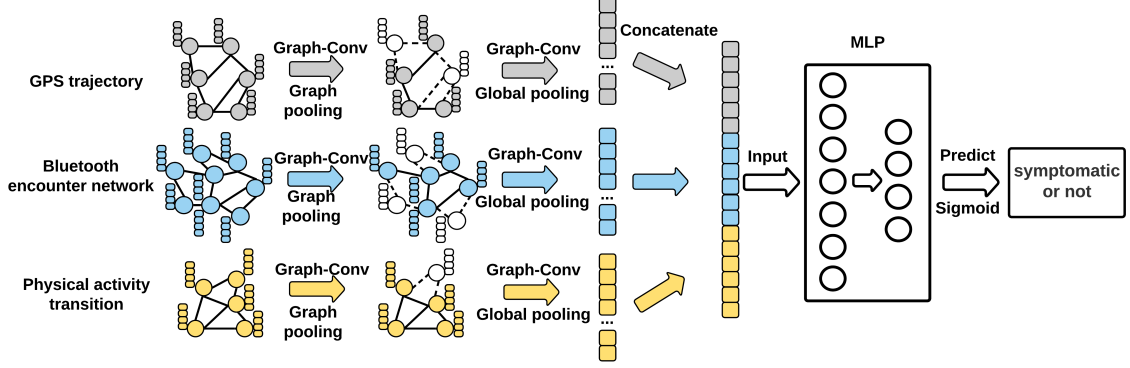 GPS trajectory
Graph-Conv
Graph
pooling
Graph-Conv
Global pooling
...
Concatenate
Bluetooth
encounter network
Graph-Conv
Graph
pooling
Graph-Conv
Global pooling
...
Physical activity
transition
Graph-Conv
Graph
pooling
Graph-Conv
Global pooling
...
Input
MLP
Predict
Sigmoid
symptomatic
or not